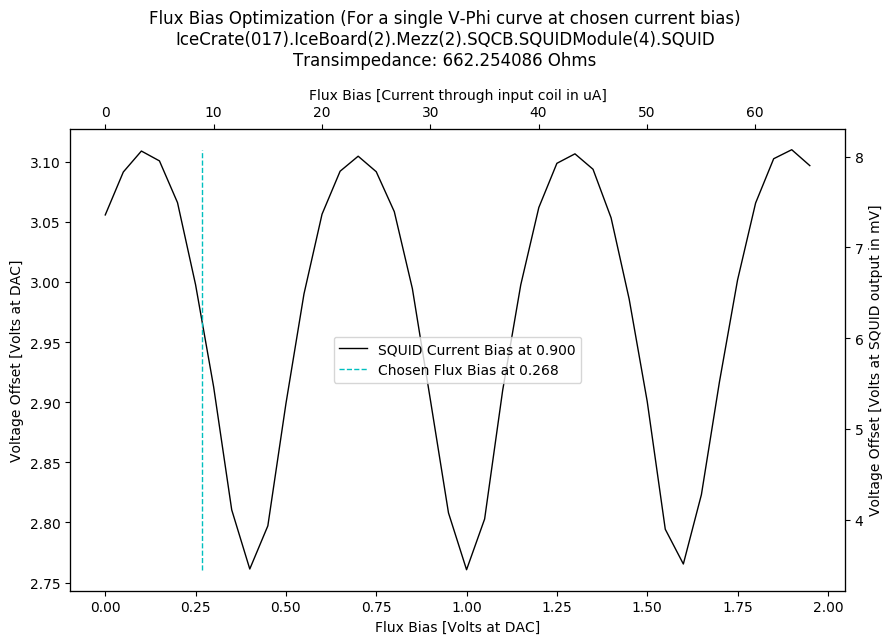 Flux Bias Optimization (For a single V-Phi curve at chosen current bias)
IceCrate(017).IceBoard(2).Mezz(2).SQCB.SQUIDModule(4).SQUID
Transimpedance: 662.254086 Ohms
Flux Bias [Current through input coil in uA]
0 10 20 30 40 50 60
Voltage Offset [Volts at DAC]
3.10
3.05
3.00
2.95
2.90
2.85
2.80
2.75
SQUID Current Bias at 0.900
Chosen Flux Bias at 0.268
8
7
6
5
4
Voltage Offset [Volts at SQUID output in mV]
0.00 0.25 0.50 0.75 1.00 1.25 1.50 1.75 2.00
Flux Bias [Volts at DAC]